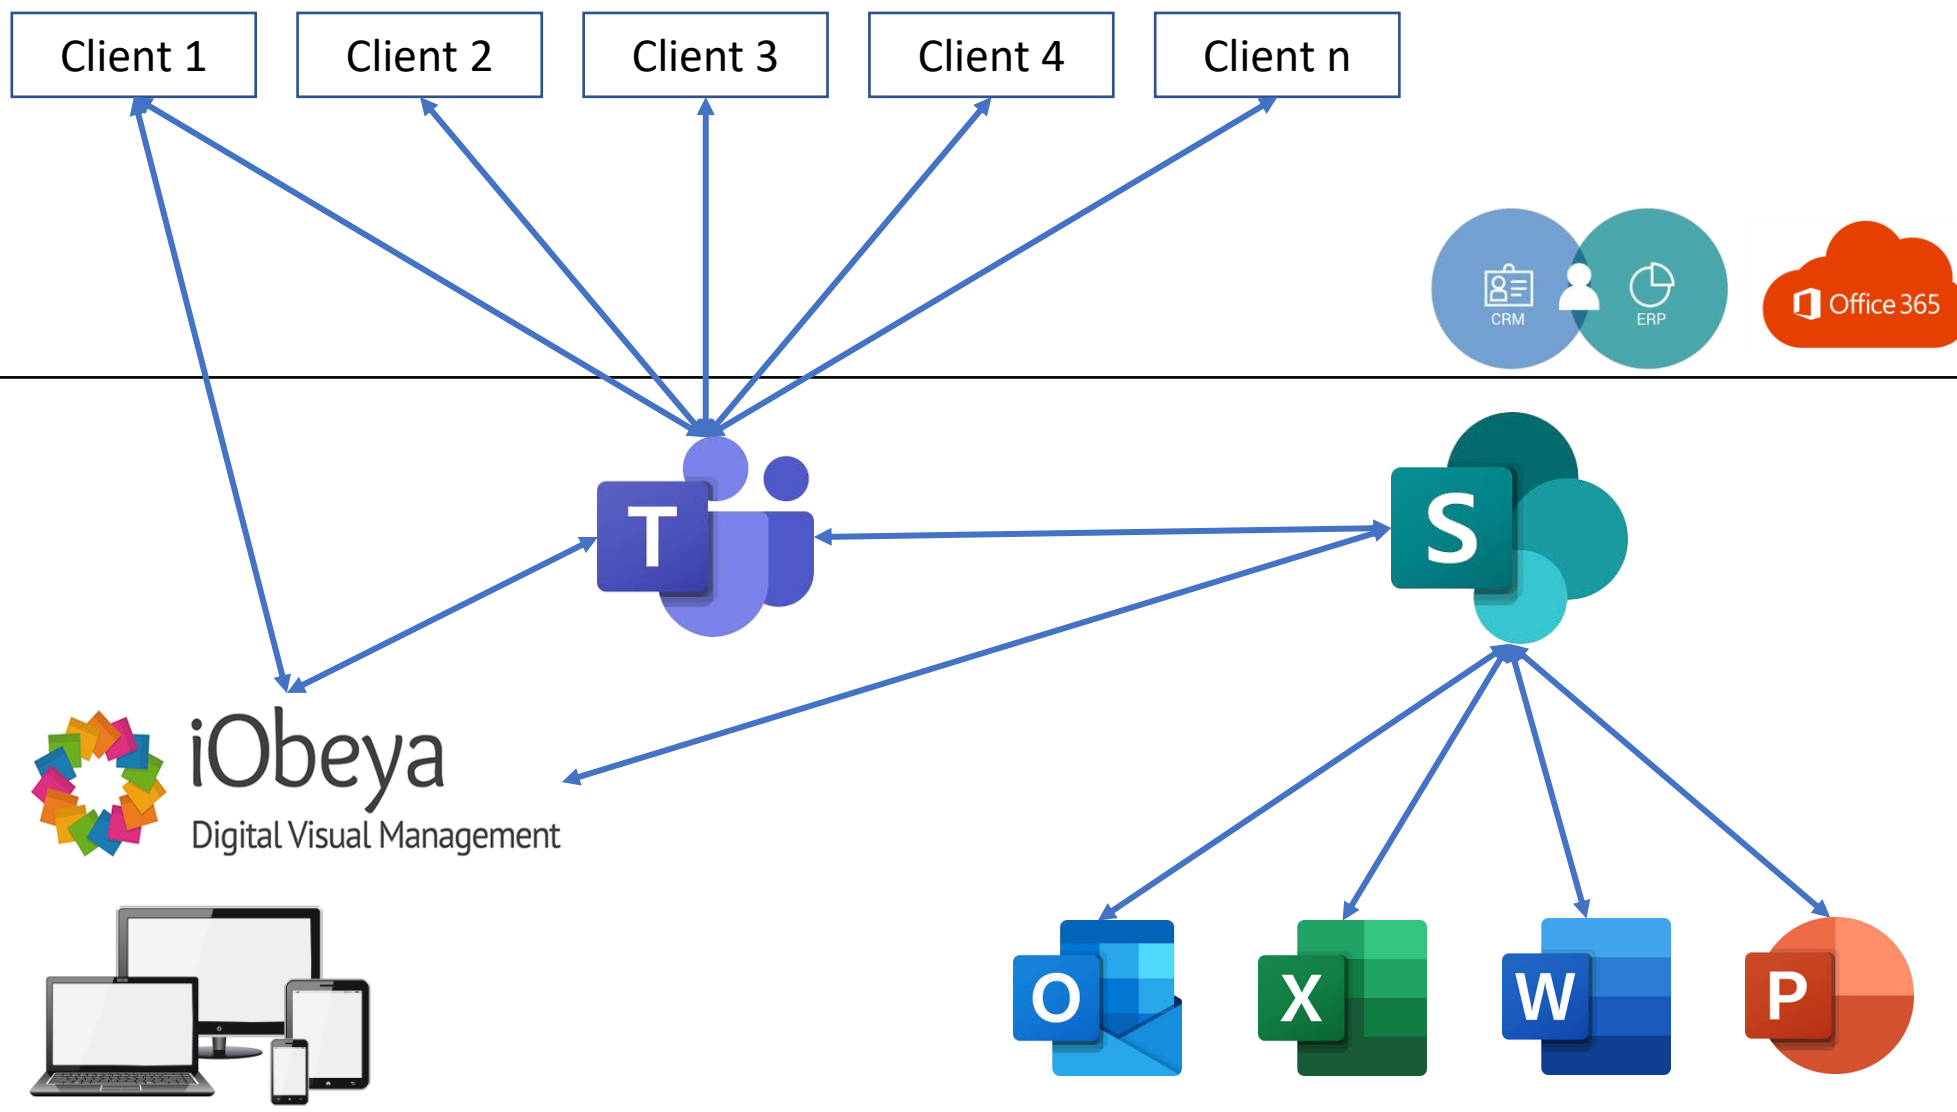 Client 1
Client 2
Client 3
Client 4
Client n
CRM
ERP
Office 365
T
S
iObeya
Digital Visual Management
O
X
W
P